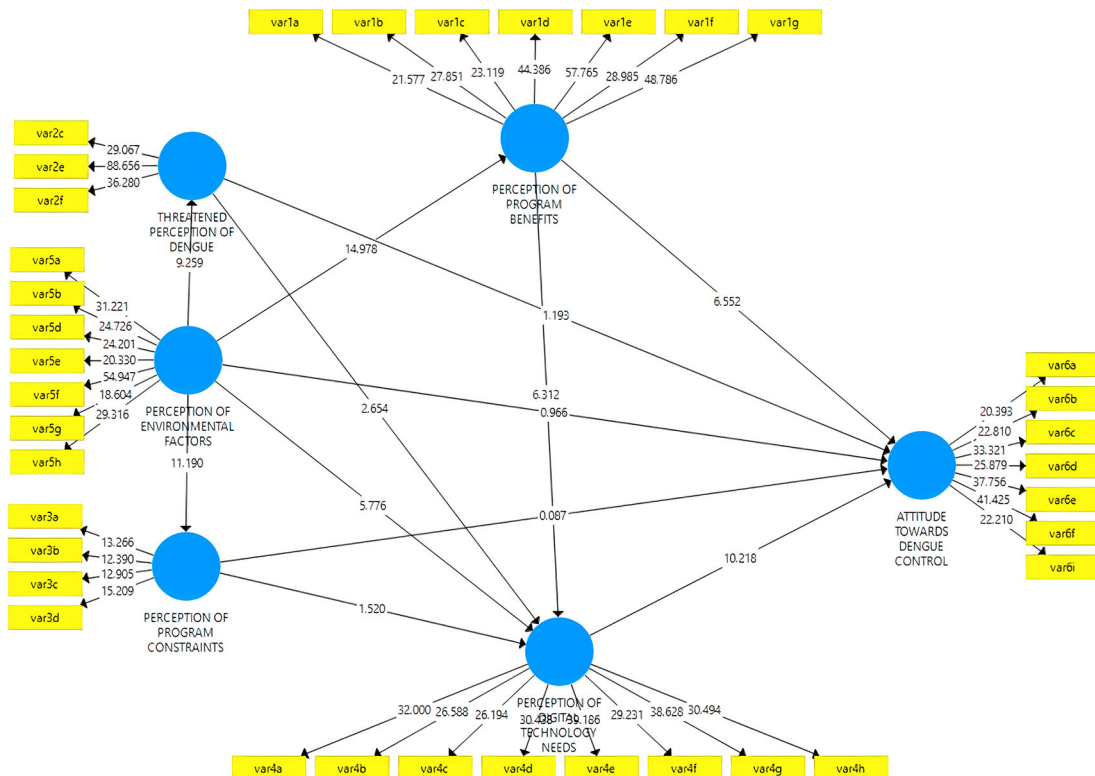 var1a var1b var1c var1d var1e var1f var1g
21.577 27.851 23.119 44.386 57.765 28.985 48.786
PERCEPTION OF
PROGRAM
BENEFITS
var2c
var2e
var2f
29.067
88.656
36.280
THREATENED
PERCEPTION OF
DENGUE
9.259
14.978
6.552
1.193
var5a
var5b
var5d
var5e
var5f
var5g
var5h
31.221
24.726
24.201
20.330
54.947
18.604
29.316
PERCEPTION OF
ENVIRONMENTAL
FACTORS
11.190
2.654
6.312
0.966
5.776
0.087
10.218
1.520
var6a
var6b
var6c
var6d
var6e
var6f
var6i
20.393
22.810
33.321
25.879
37.756
41.425
22.210
ATTITUDE
TOWARDS
DENGUE
CONTROL
var3a
var3b
var3c
var3d
13.266
12.390
12.905
15.209
PERCEPTION OF
PROGRAM
CONSTRAINTS
PERCEPTION OF
DIGITAL
TECHNOLOGY
NEEDS
32.000 26.588 26.194 29.231 38.628 30.494
var4a var4b var4c var4d var4e var4f var4g var4h